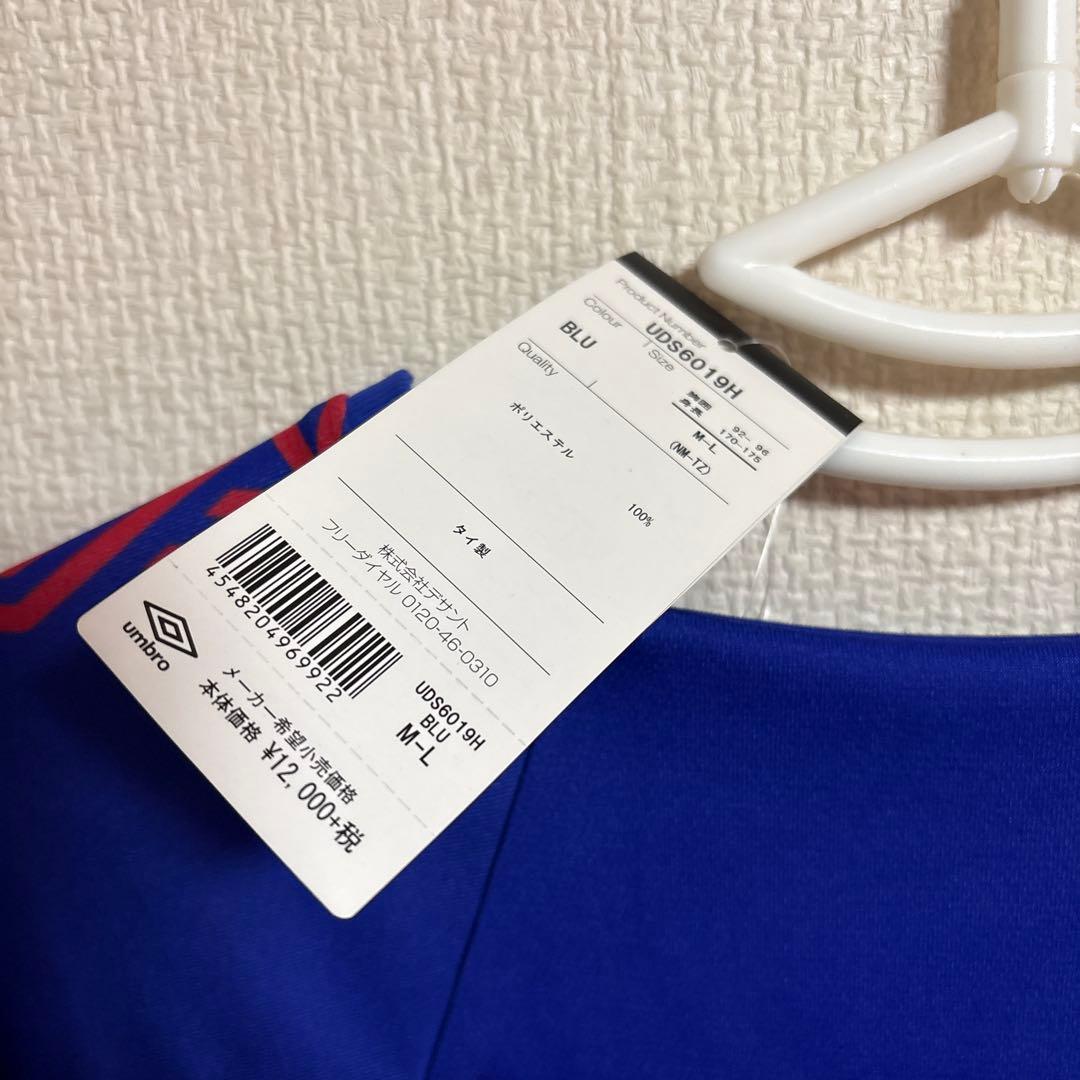 Product Number
UDS6019H
Colour
Size
BLU
胸囲 92- 96
身長 170-175
M-L
(NM-TZ)
Quality
ポリエステル 100%
タイ製
株式会社デサント
フリーダイヤル 0120-46-0310
4548204969922
UDS6019H
BLU
M-L
umbro
メーカー希望小売価格
本体価格 ¥12,000+税